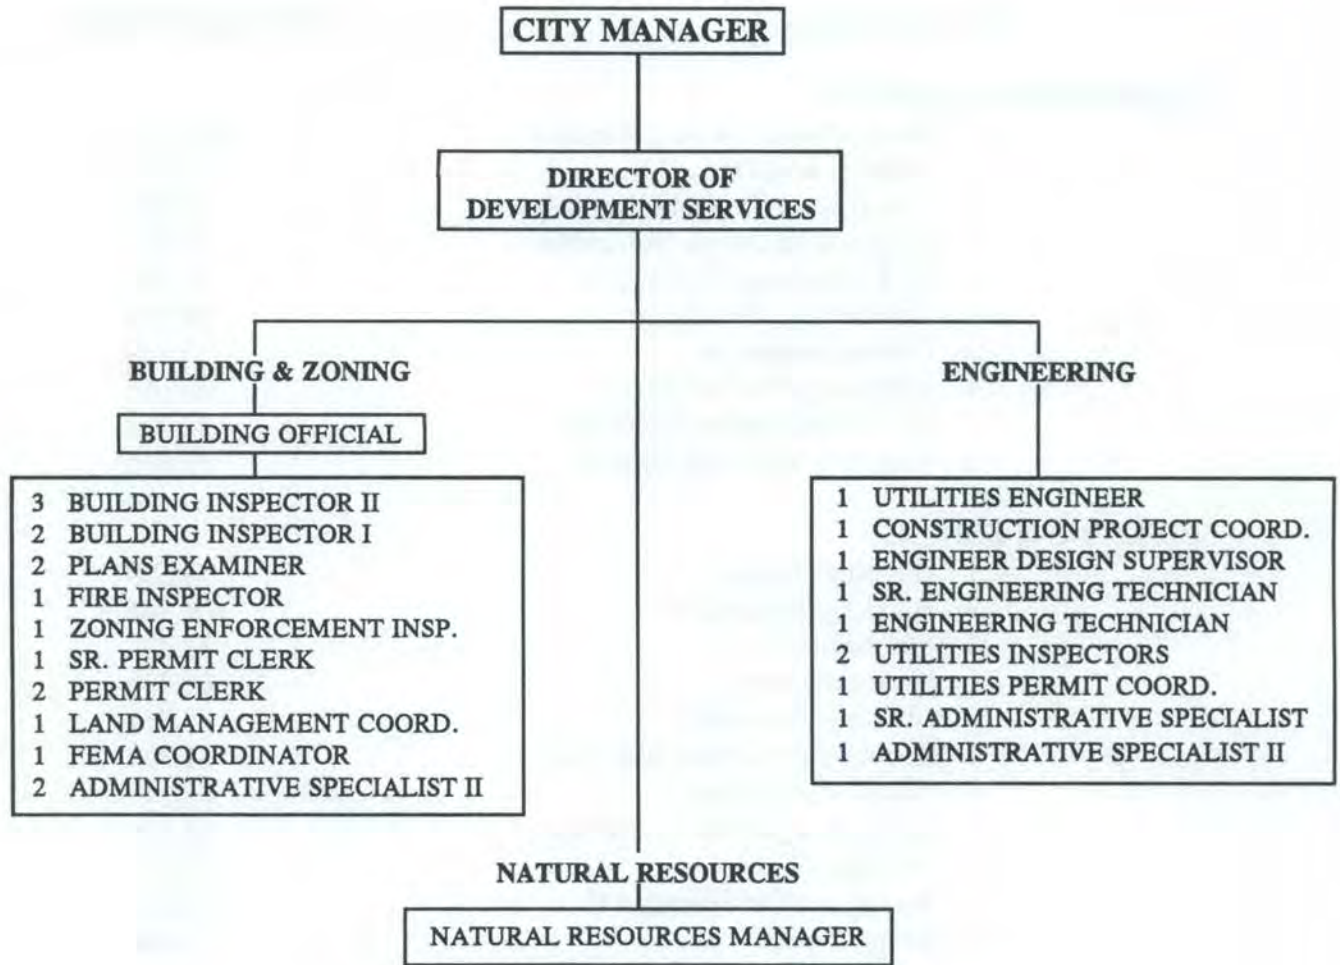 CITY MANAGER
DIRECTOR OF
DEVELOPMENT SERVICES
BUILDING & ZONING
BUILDING OFFICIAL
3 BUILDING INSPECTOR II
2 BUILDING INSPECTOR I
2 PLANS EXAMINER
1 FIRE INSPECTOR
1 ZONING ENFORCEMENT INSP.
1 SR. PERMIT CLERK
2 PERMIT CLERK
1 LAND MANAGEMENT COORD.
1 FEMA COORDINATOR
2 ADMINISTRATIVE SPECIALIST II
ENGINEERING
1 UTILITIES ENGINEER
1 CONSTRUCTION PROJECT COORD.
1 ENGINEER DESIGN SUPERVISOR
1 SR. ENGINEERING TECHNICIAN
1 ENGINEERING TECHNICIAN
2 UTILITIES INSPECTORS
1 UTILITIES PERMIT COORD.
1 SR. ADMINISTRATIVE SPECIALIST
1 ADMINISTRATIVE SPECIALIST II
NATURAL RESOURCES
NATURAL RESOURCES MANAGER